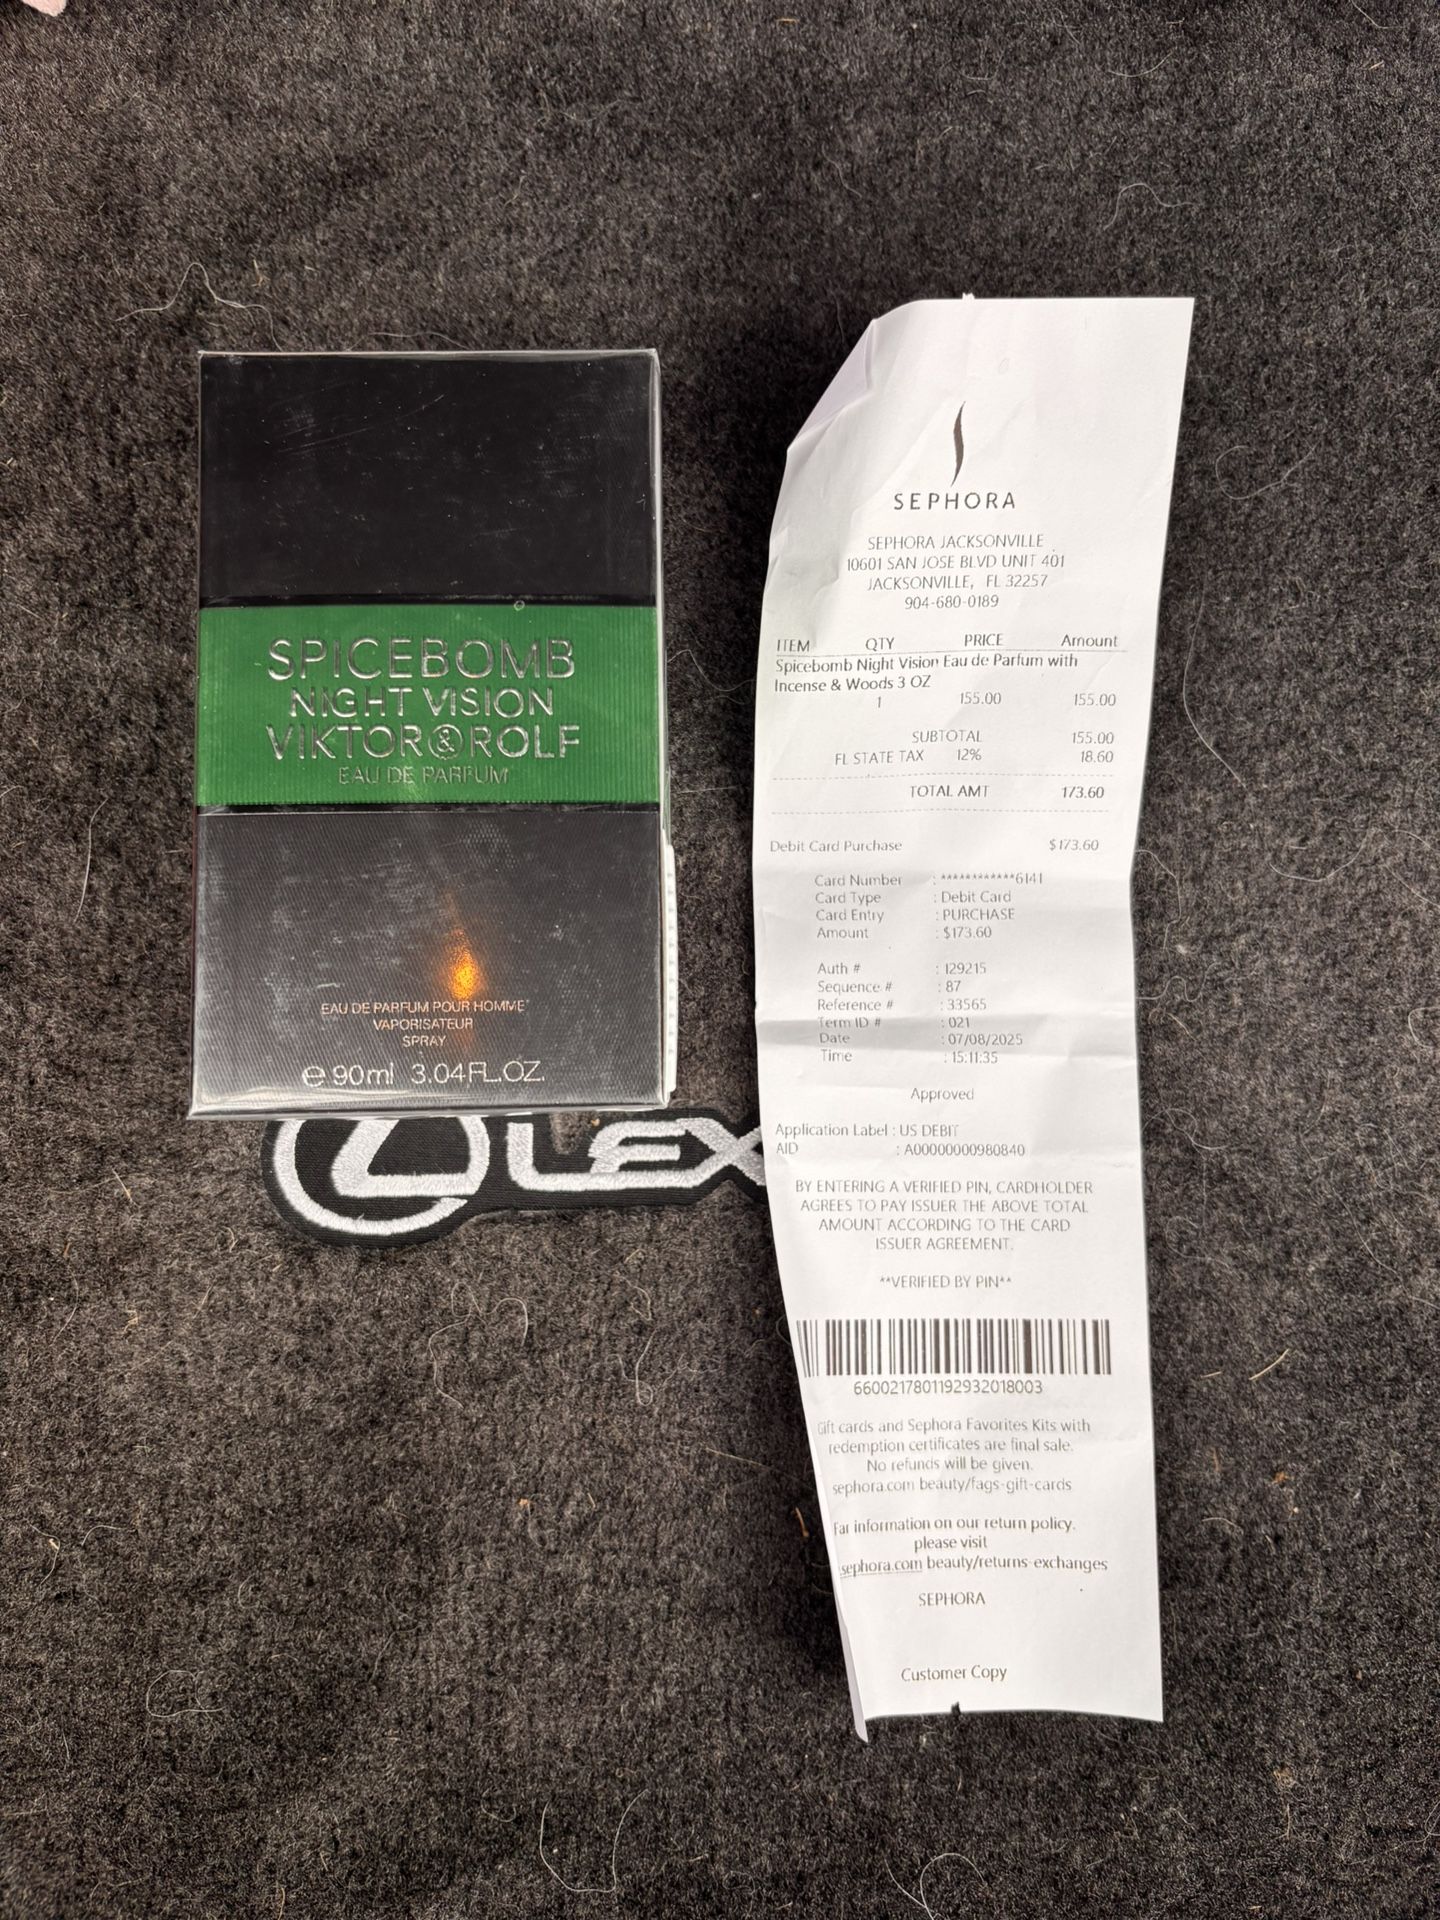 SPICEBOMB
NIGHT VISION
VIKTOR&ROLF
EAU DE PARFUM
EAU DE PARFUM POUR HOMME
VAPORISATEUR
SPRAY
e 90ml 3.04FL.OZ.
LEX
SEPHORA
SEPHORA JACKSONVILLE
10601 SAN JOSE BLVD UNIT 401
JACKSONVILLE, FL 32257
904-680-0189
ITEM QTY PRICE Amount
Spicebomb Night Vision Eau de Parfum with
Incense & Woods 3 OZ
1 155.00 155.00
SUBTOTAL 155.00
FL STATE TAX 12% 18.60
TOTAL AMT 173.60
Debit Card Purchase $173.60
Card Number : ************6141
Card Type : Debit Card
Card Entry : PURCHASE
Amount : $173.60
Auth # : 129215
Sequence # : 87
Reference # : 33565
Term ID # : 021
Date : 07/08/2025
Time : 15:11:35
Approved
Application Label : US DEBIT
AID : A00000000980840
BY ENTERING A VERIFIED PIN, CARDHOLDER
AGREES TO PAY ISSUER THE ABOVE TOTAL
AMOUNT ACCORDING TO THE CARD
ISSUER AGREEMENT.
**VERIFIED BY PIN**
6600217801192932018003
Gift cards and Sephora Favorites Kits with
redemption certificates are final sale.
No refunds will be given.
sephora.com beauty/fags-gift-cards
Far information on our return policy.
please visit
sephora.com beauty/returns-exchanges
SEPHORA
Customer Copy